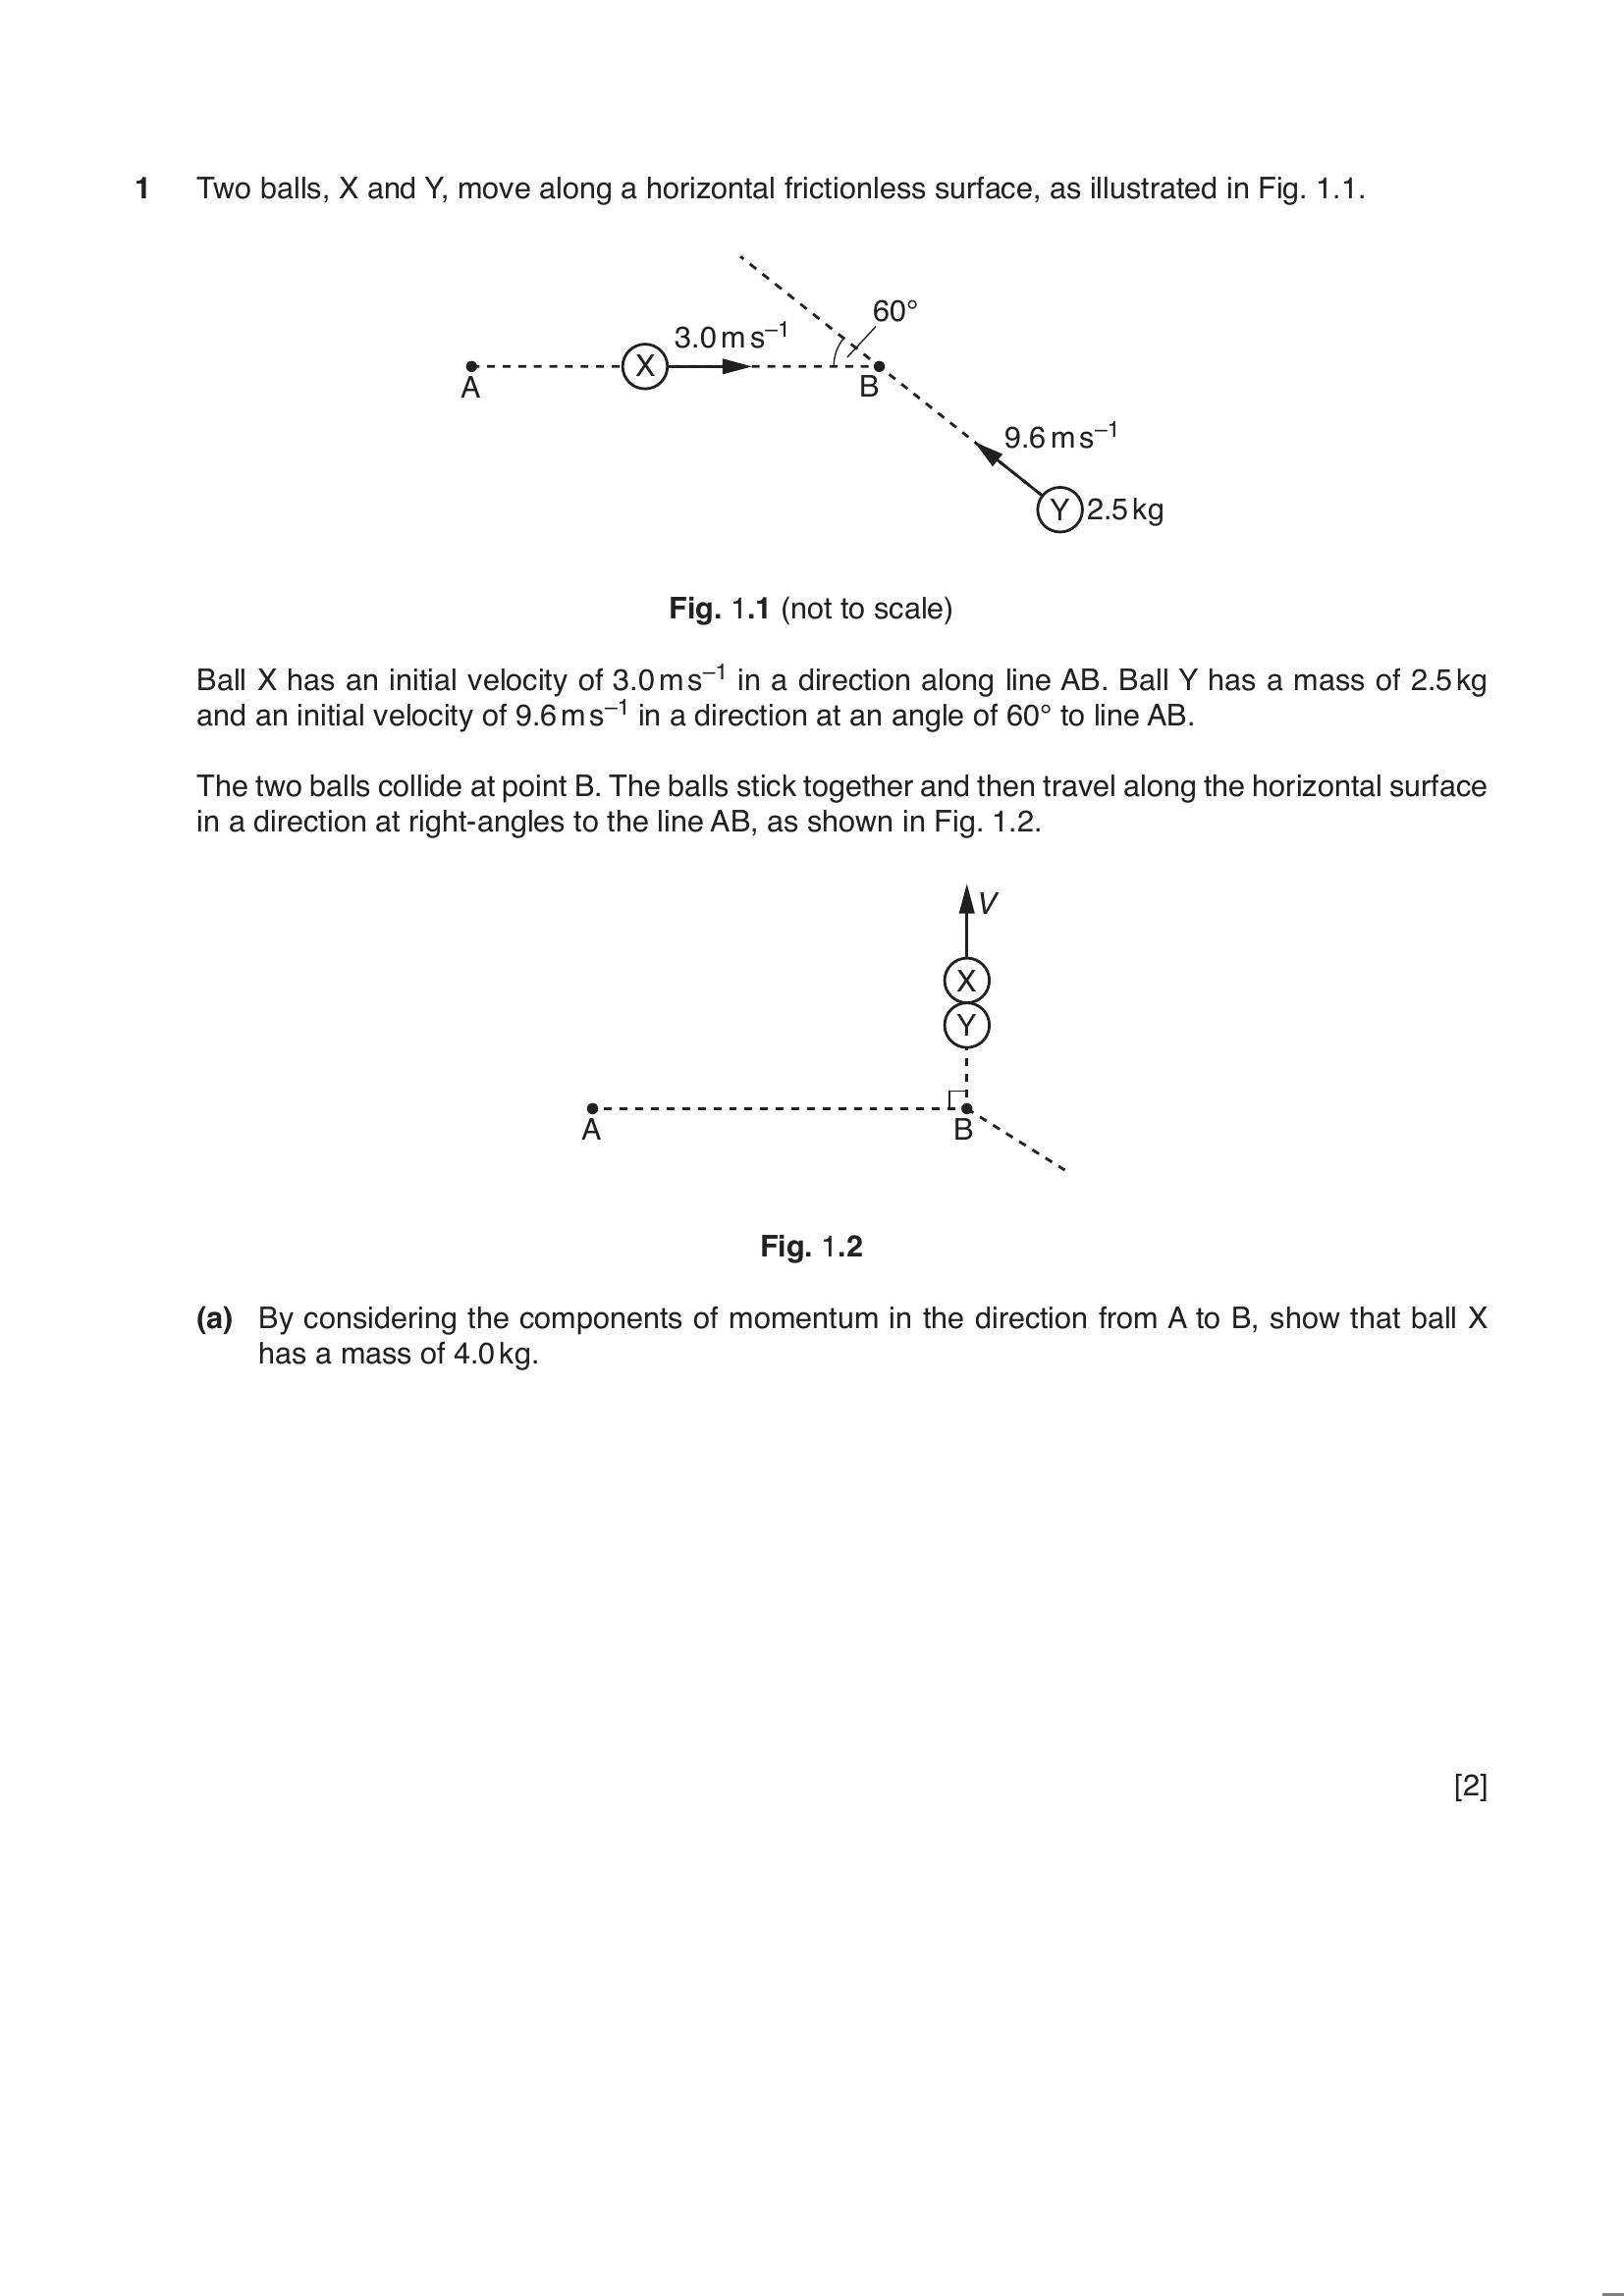 1 Two balls, X and Y, move along a horizontal frictionless surface, as illustrated in Fig. 1.1.
60°
3.0 m s⁻¹
X
A
B
9.6 m s⁻¹
Y 2.5 kg
Fig. 1.1 (not to scale)
Ball X has an initial velocity of 3.0 m s⁻¹ in a direction along line AB. Ball Y has a mass of 2.5 kg
and an initial velocity of 9.6 m s⁻¹ in a direction at an angle of 60° to line AB.
The two balls collide at point B. The balls stick together and then travel along the horizontal surface
in a direction at right-angles to the line AB, as shown in Fig. 1.2.
V
X
Y
A
B
Fig. 1.2
(a) By considering the components of momentum in the direction from A to B, show that ball X
has a mass of 4.0 kg.
[2]